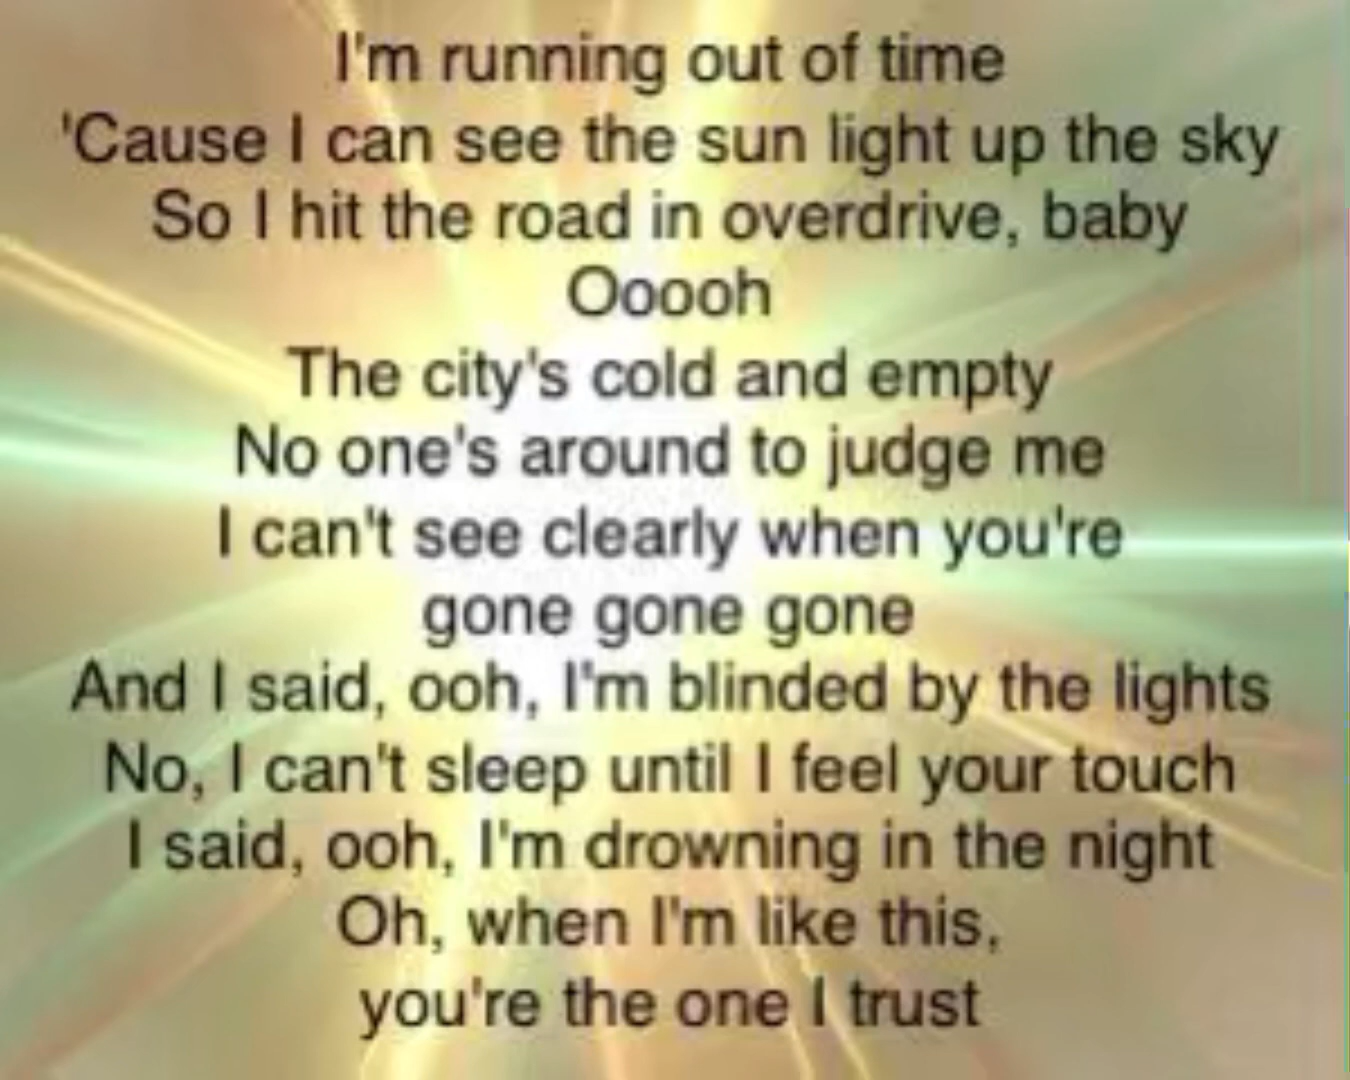 I'm running out of time
'Cause I can see the sun light up the sky
So I hit the road in overdrive, baby
Ooooh
The city's cold and empty
No one's around to judge me
I can't see clearly when you're
gone gone gone
And I said, ooh, I'm blinded by the lights
No, I can't sleep until I feel your touch
I said, ooh, I'm drowning in the night
Oh, when I'm like this,
you're the one I trust